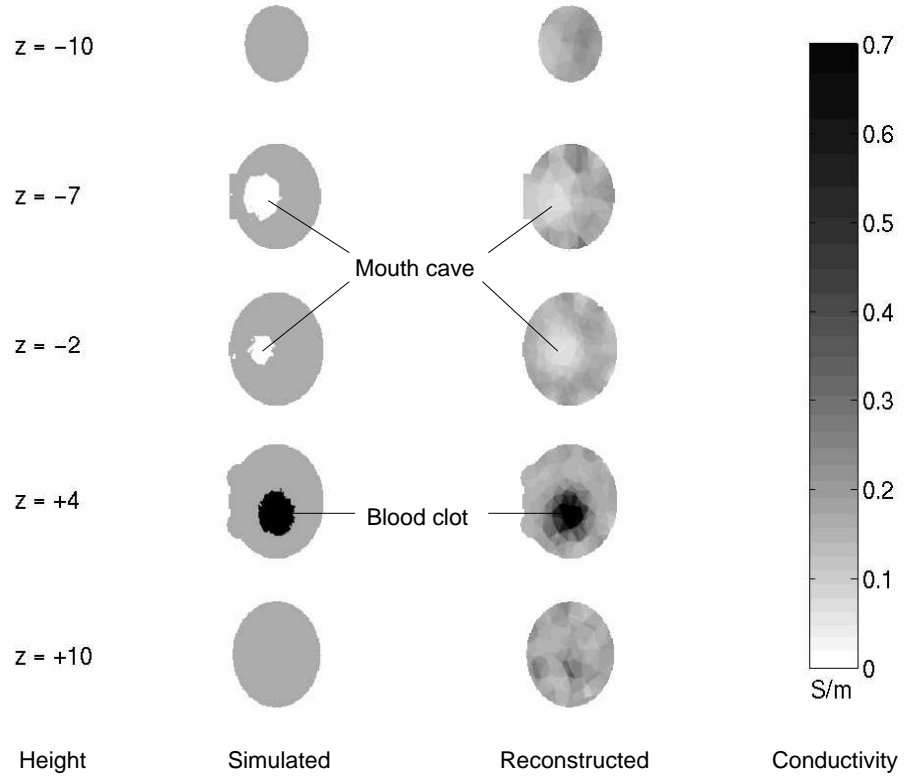 z = −10
0.7
0.6
z = −7
0.5
Mouth cave
0.4
z = −2
0.3
z = +4
Blood clot
0.2
0.1
z = +10
0
S/m
Height
Simulated
Reconstructed
Conductivity